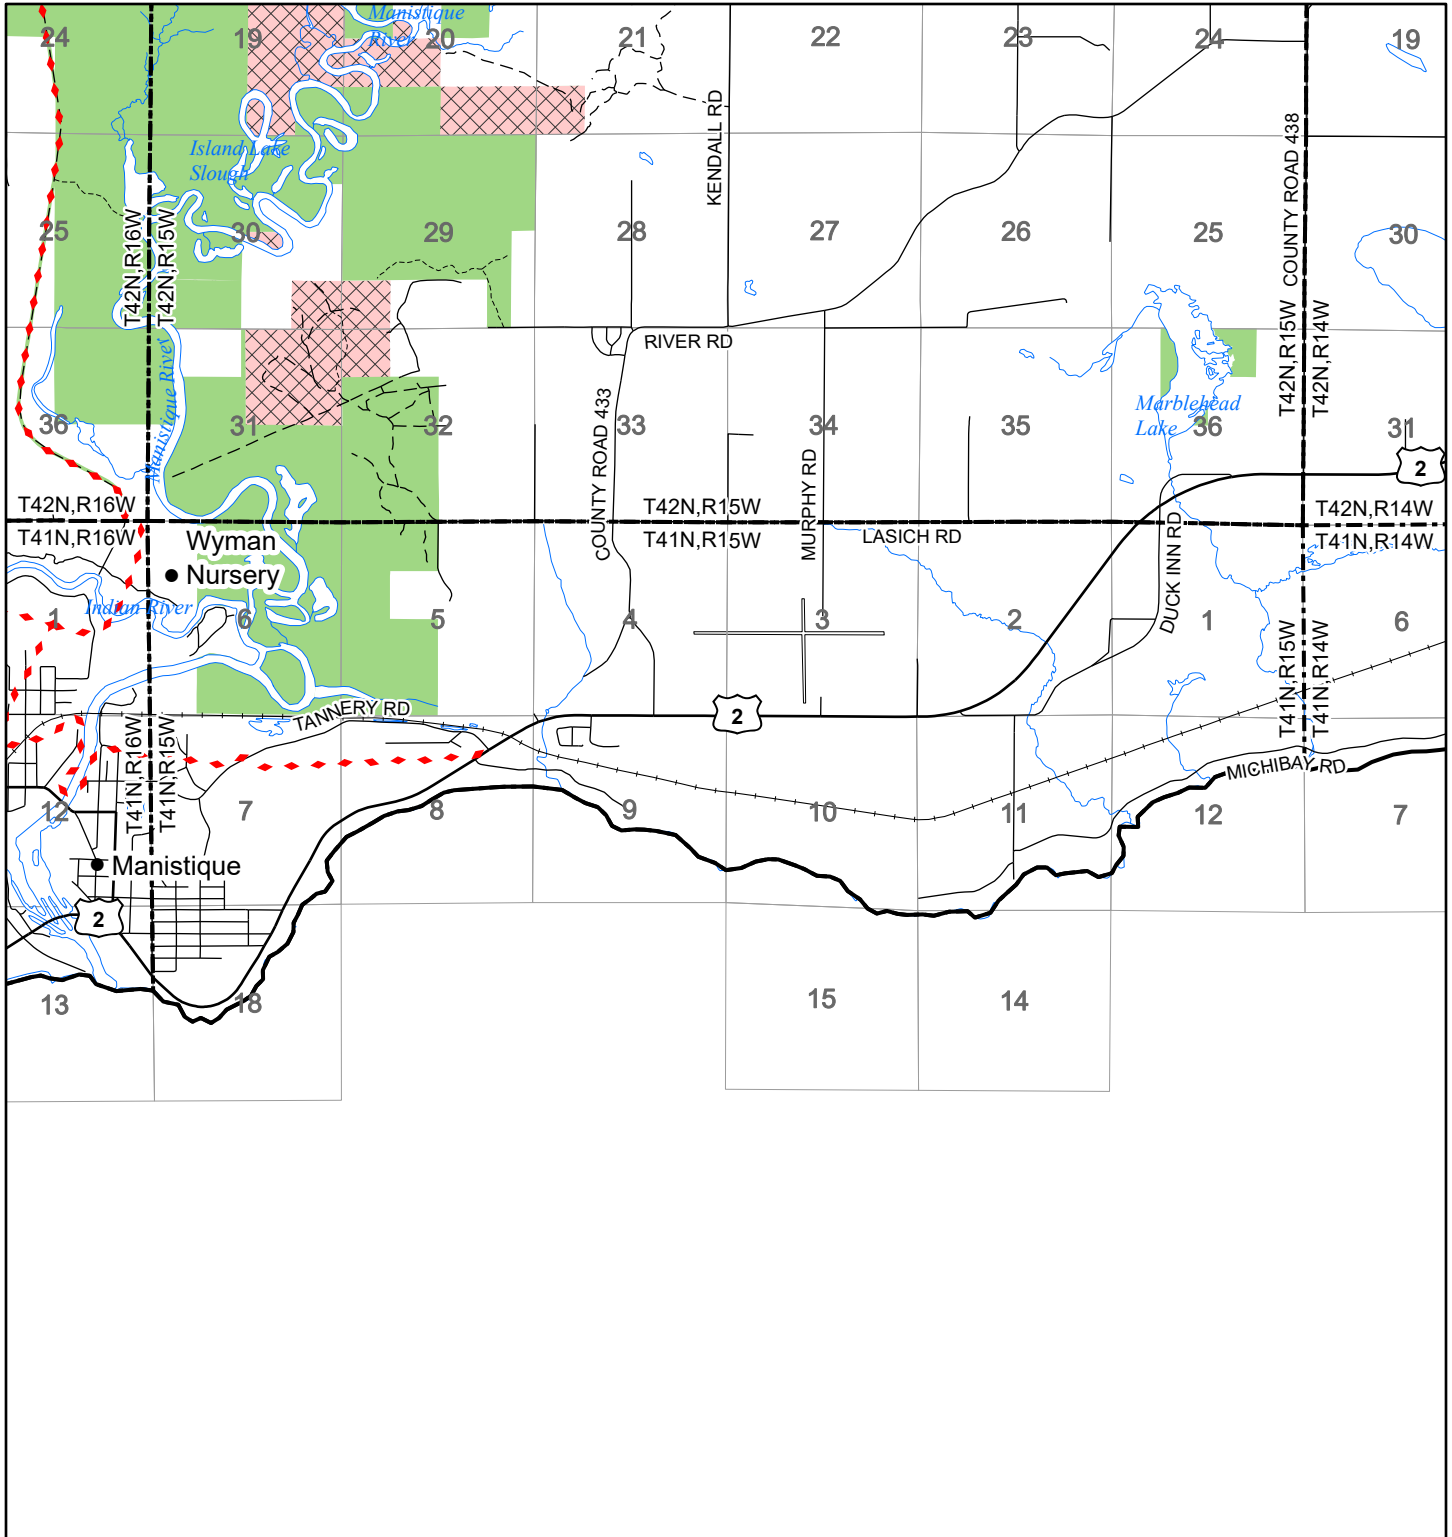 24
19
Manistique
River
20
21
22
23
24
19
Island Lake
Slough
KENDALL RD
COUNTY ROAD 438
25
T42N,R16W
T42N,R15W
30
29
28
27
26
25
30
T42N,R15W
T42N,R14W
RIVER RD
Manistique River
36
31
32
COUNTY ROAD 433
33
34
35
Marblehead
Lake
36
31
2
MURPHY RD
T42N,R16W
T41N,R16W
T42N,R15W
T41N,R15W
LASICH RD
T42N,R14W
T41N,R14W
Wyman
Nursery
DUCK INN RD
Indian River
1
6
5
4
3
2
1
6
T41N,R15W
T41N,R14W
TANNERY RD
2
T41N,R16W
T41N,R15W
MICHIBAY RD
12
7
8
9
10
11
12
7
Manistique
2
13
18
15
14